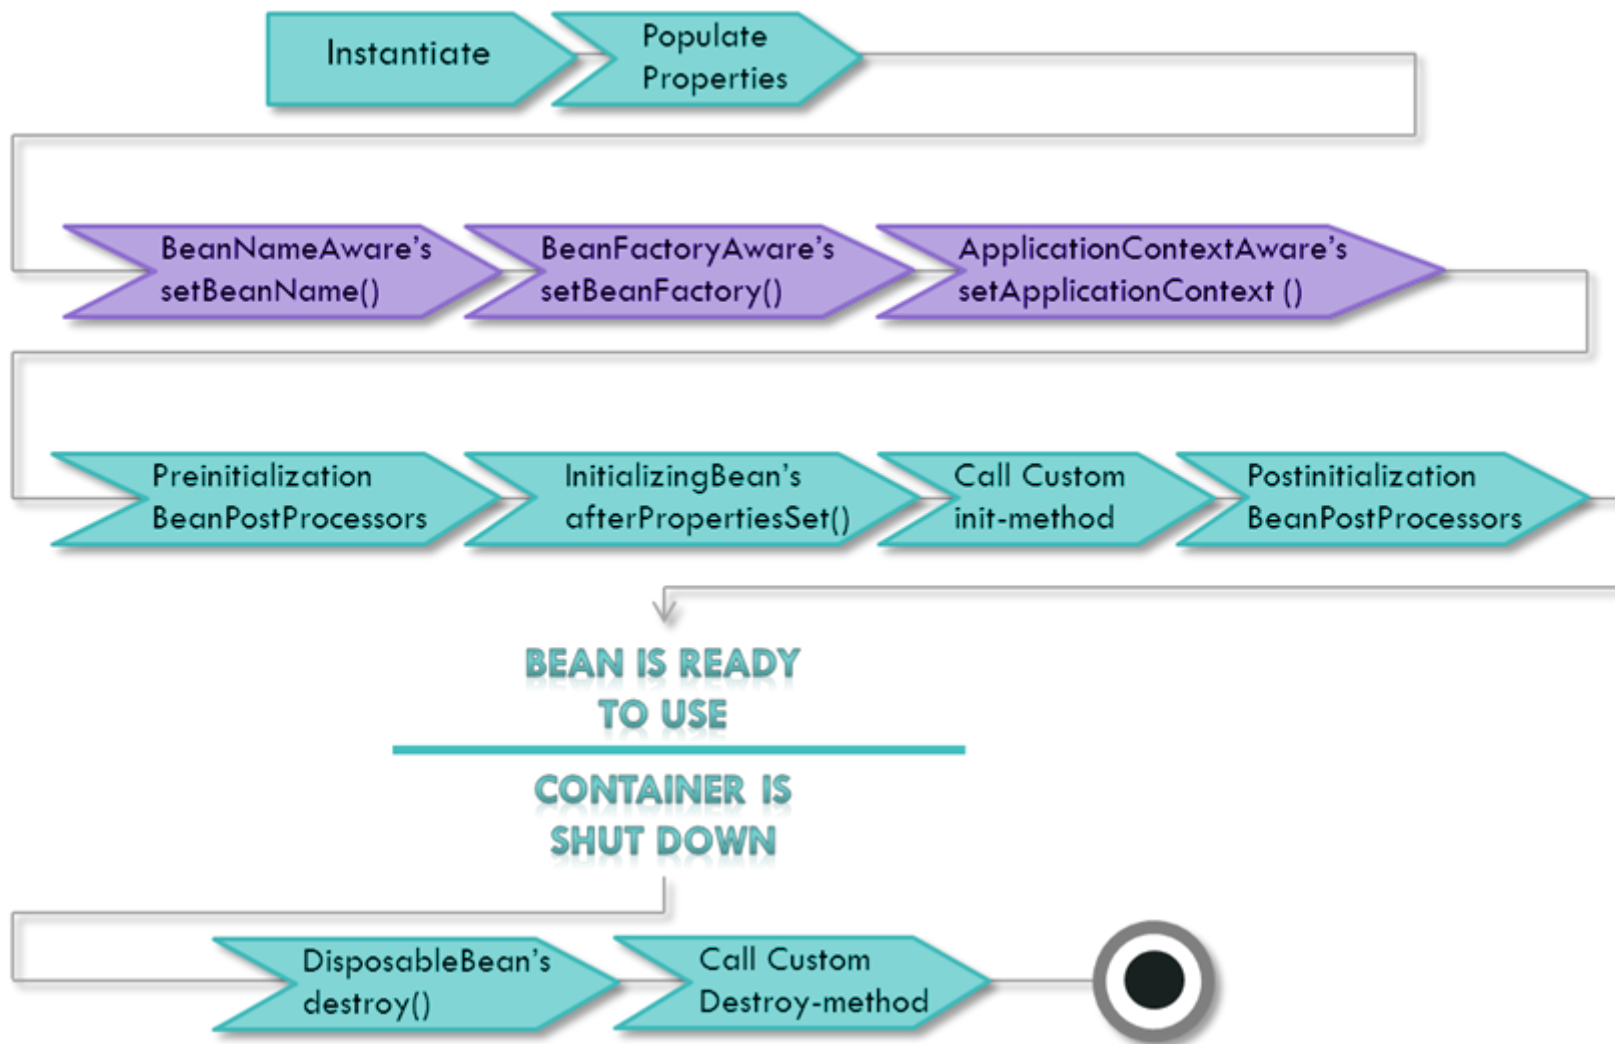 Instantiate
Populate
Properties
BeanNameAware's
setBeanName()
BeanFactoryAware's
setBeanFactory()
ApplicationContextAware's
setApplicationContext ()
Preinitialization
BeanPostProcessors
InitializingBean's
afterPropertiesSet()
Call Custom
init-method
Postinitialization
BeanPostProcessors
BEAN IS READY
TO USE
CONTAINER IS
SHUT DOWN
DisposableBean's
destroy()
Call Custom
Destroy-method